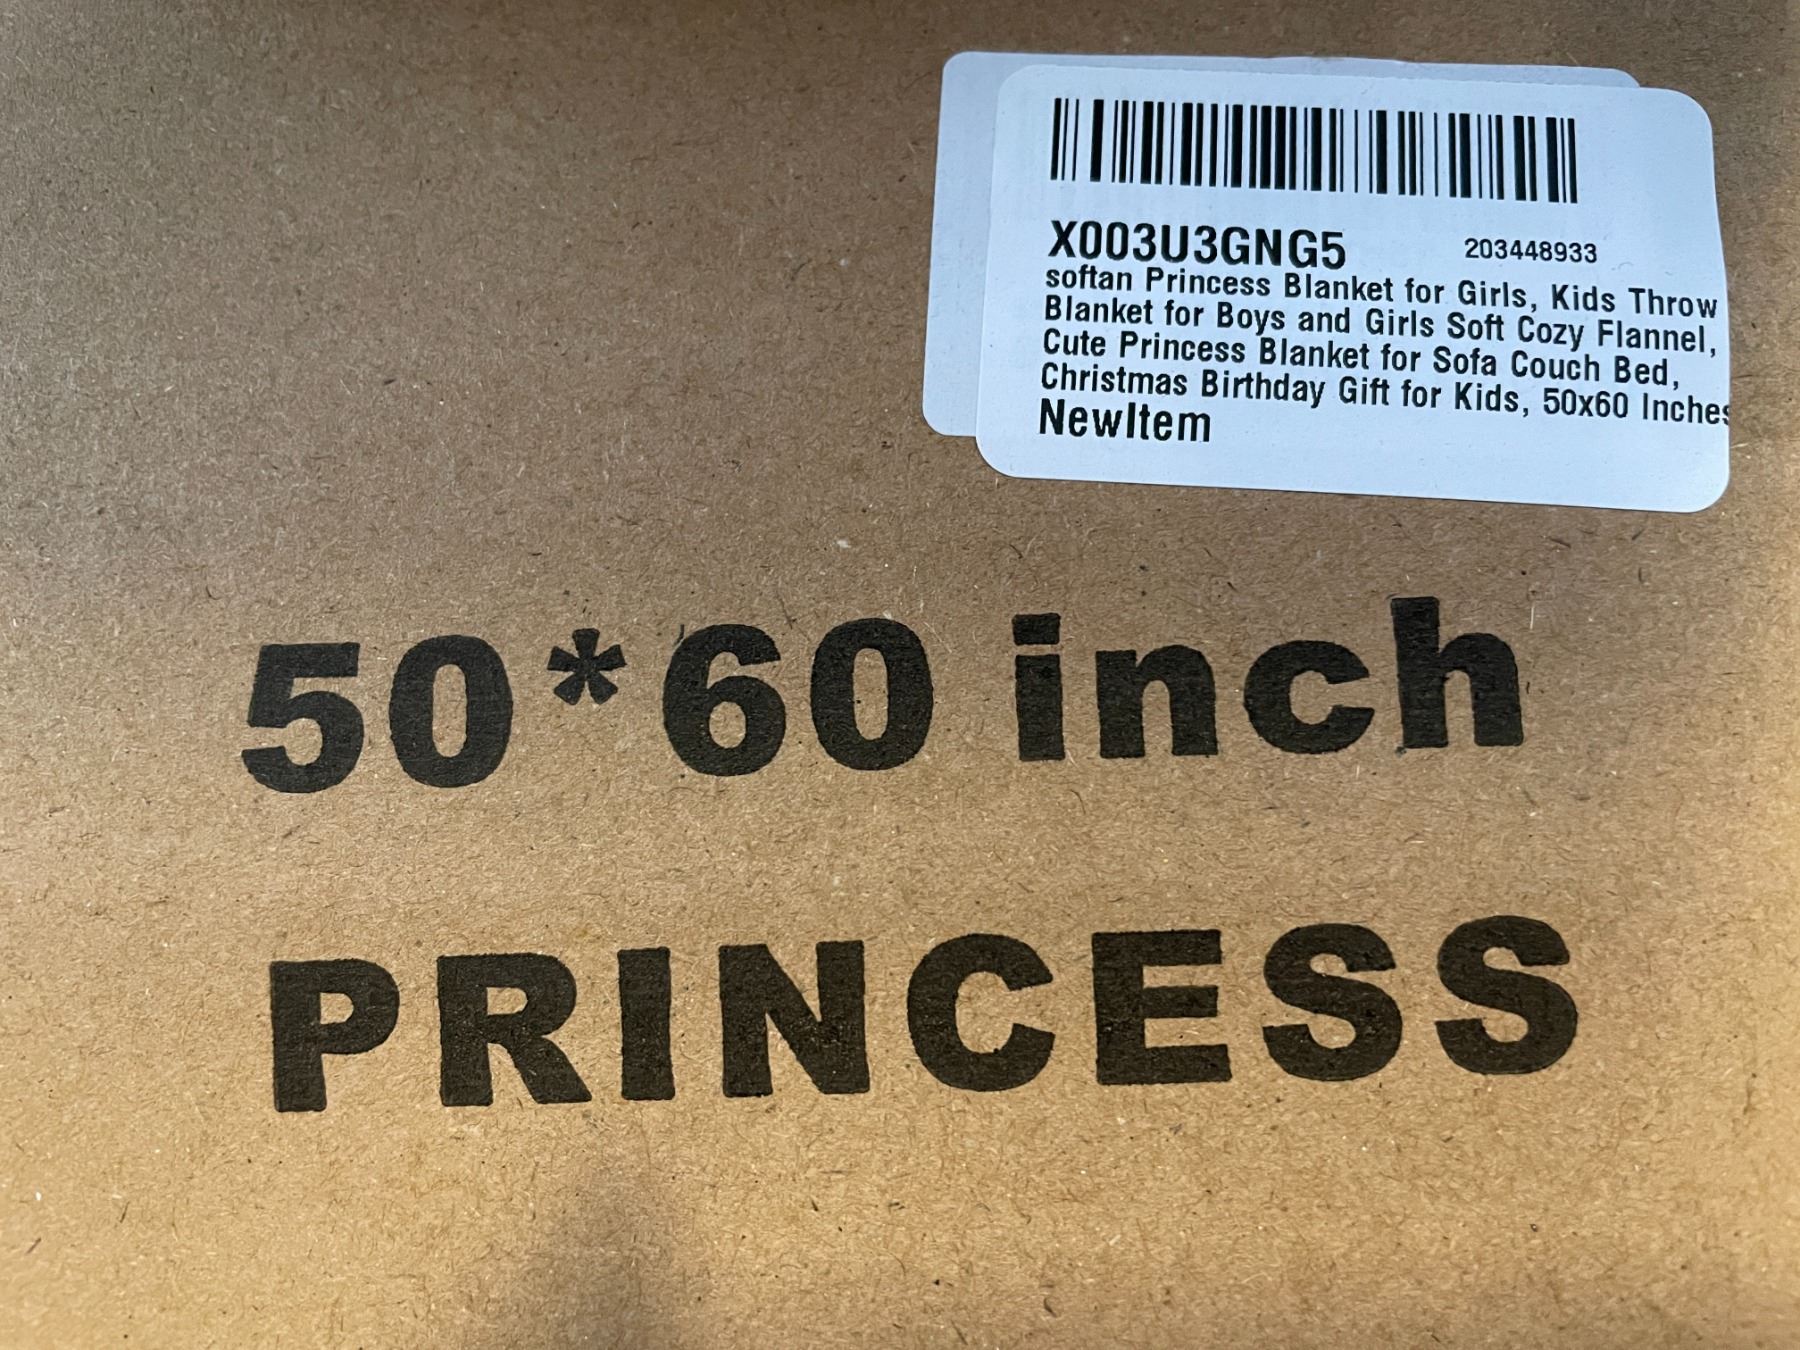 X003U3GNG5 203448933
softan Princess Blanket for Girls, Kids Throw
Blanket for Boys and Girls Soft Cozy Flannel,
Cute Princess Blanket for Sofa Couch Bed,
Christmas Birthday Gift for Kids, 50x60 Inches
NewItem
50*60 inch
PRINCESS